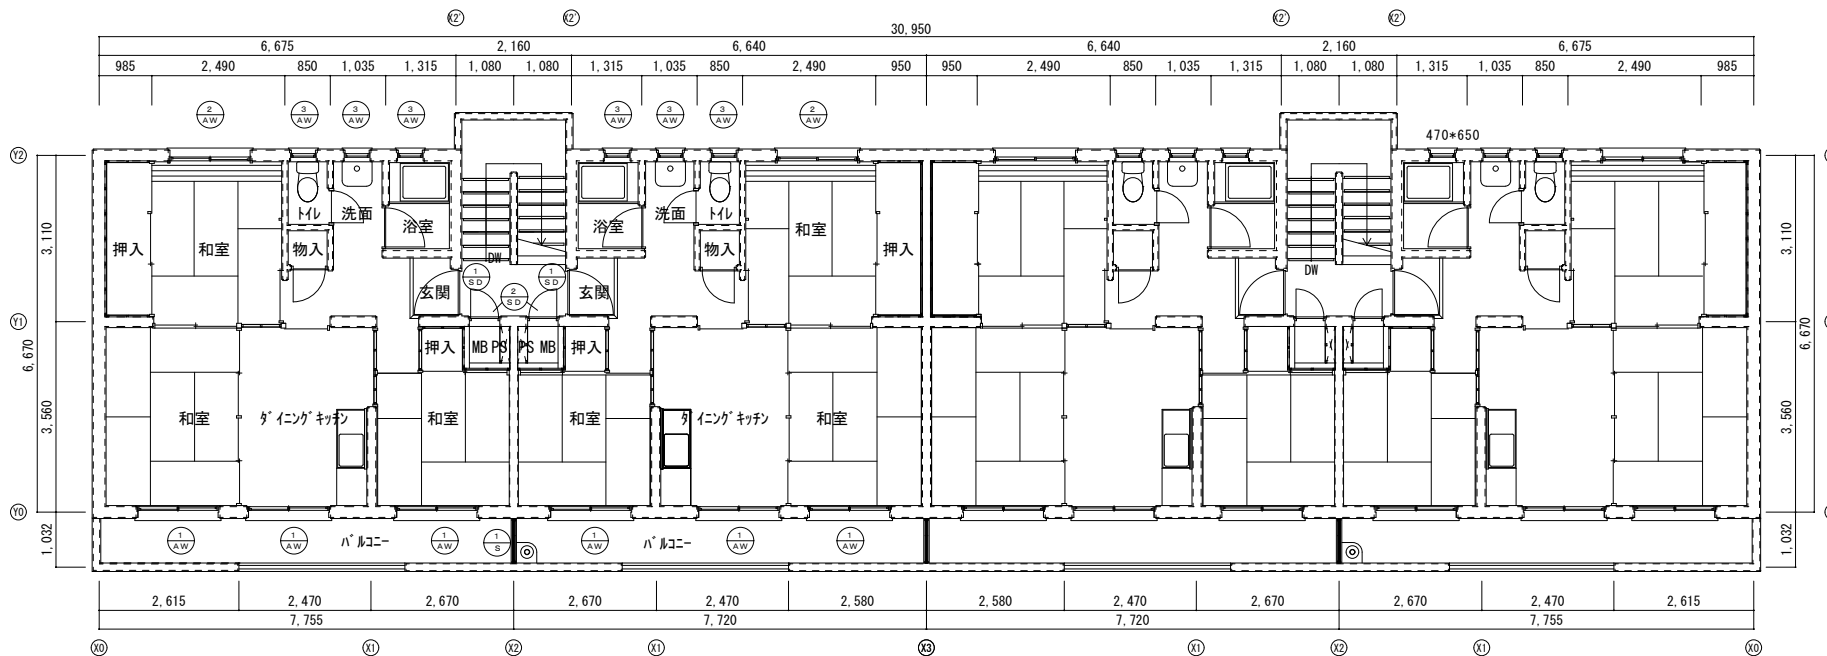 X2' X2' X2' X2'
30,950
6,675 2,160 6,640 6,640 2,160 6,675
985 2,490 850 1,035 1,315 1,080 1,080 1,315 1,035 850 2,490 950 950 2,490 850 1,035 1,315 1,080 1,080 1,315 1,035 850 2,490 985
2 AW 3 AW 3 AW 3 AW 3 AW 3 AW 3 AW 2 AW
470*650
Y2
トイレ 洗面 浴室 浴室 洗面 トイレ
押入 和室 物入 物入 和室 押入
3,110 3,110
DW DW
1 SD 1 SD
玄関 2 SD 玄関
Y1
6,670 6,670
押入 MB PS PS MB 押入
3,560 3,560
和室 ダイニングキッチン 和室 和室 ダイニングキッチン 和室
Y0
1,032 1,032
1 AW 1 AW バルコニー 1 AW 1 S 1 AW バルコニー 1 AW 1 AW
2,615 2,470 2,670 2,670 2,470 2,580 2,580 2,470 2,670 2,670 2,470 2,615
7,755 7,720 7,720 7,755
X0 X1 X2 X1 X3 X1 X2 X1 X0